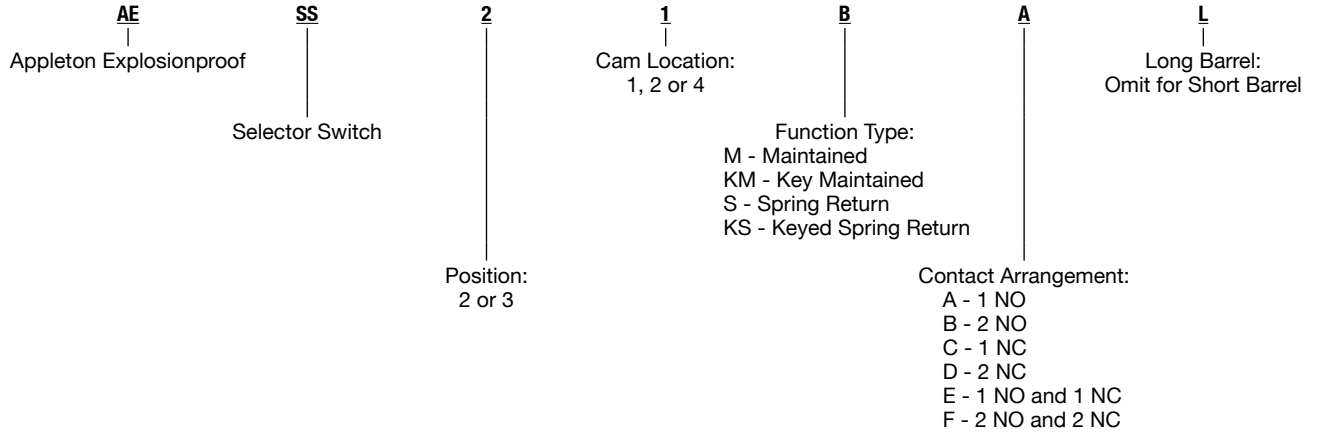 AE SS 2 1 B A L
Appleton Explosionproof
Selector Switch
Position:
2 or 3
Cam Location:
1, 2 or 4
Function Type:
M - Maintained
KM - Key Maintained
S - Spring Return
KS - Keyed Spring Return
Contact Arrangement:
A - 1 NO
B - 2 NO
C - 1 NC
D - 2 NC
E - 1 NO and 1 NC
F - 2 NO and 2 NC
Long Barrel:
Omit for Short Barrel